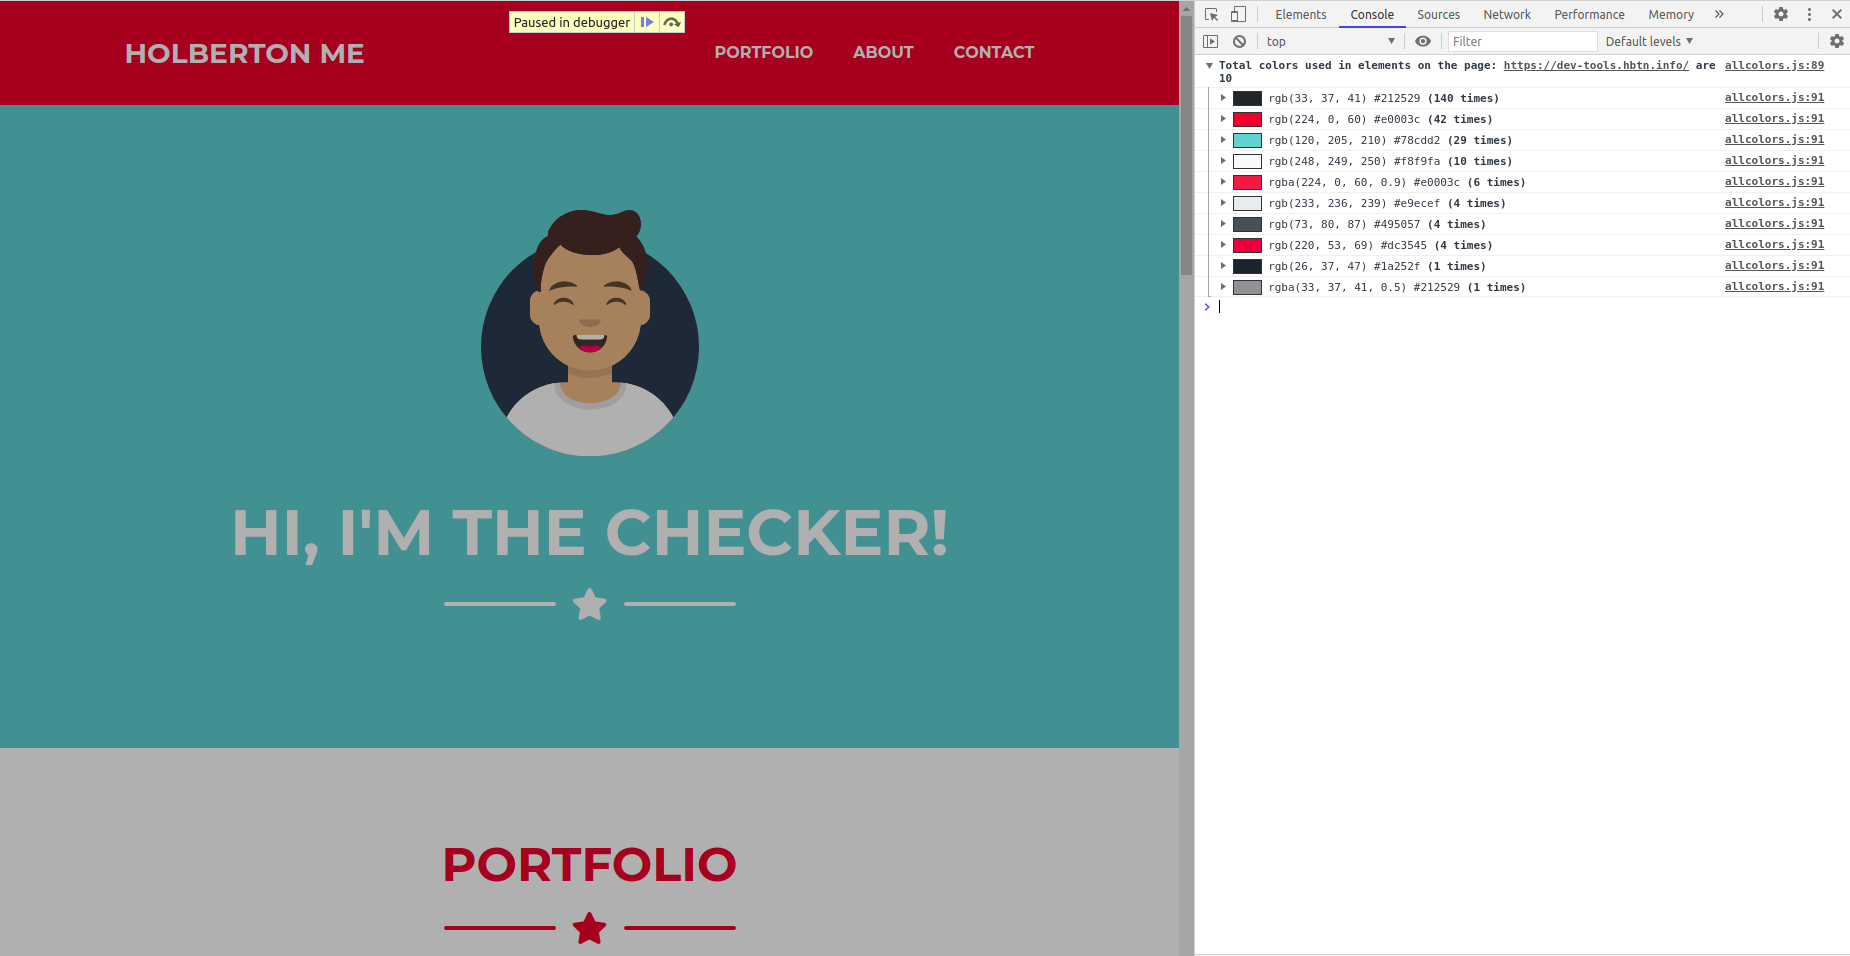 Paused in debugger
HOLBERTON ME
PORTFOLIO ABOUT CONTACT
HI, I'M THE CHECKER!
PORTFOLIO
Elements Console Sources Network Performance Memory »
top Filter Default levels
Total colors used in elements on the page: https://dev-tools.hbtn.info/ are allcolors.js:89
10
rgb(33, 37, 41) #212529 (140 times) allcolors.js:91
rgb(224, 0, 60) #e0003c (42 times) allcolors.js:91
rgb(120, 205, 210) #78cdd2 (29 times) allcolors.js:91
rgb(248, 249, 250) #f8f9fa (10 times) allcolors.js:91
rgba(224, 0, 60, 0.9) #e0003c (6 times) allcolors.js:91
rgb(233, 236, 239) #e9ecef (4 times) allcolors.js:91
rgb(73, 80, 87) #495057 (4 times) allcolors.js:91
rgb(220, 53, 69) #dc3545 (4 times) allcolors.js:91
rgb(26, 37, 47) #1a252f (1 times) allcolors.js:91
rgba(33, 37, 41, 0.5) #212529 (1 times) allcolors.js:91